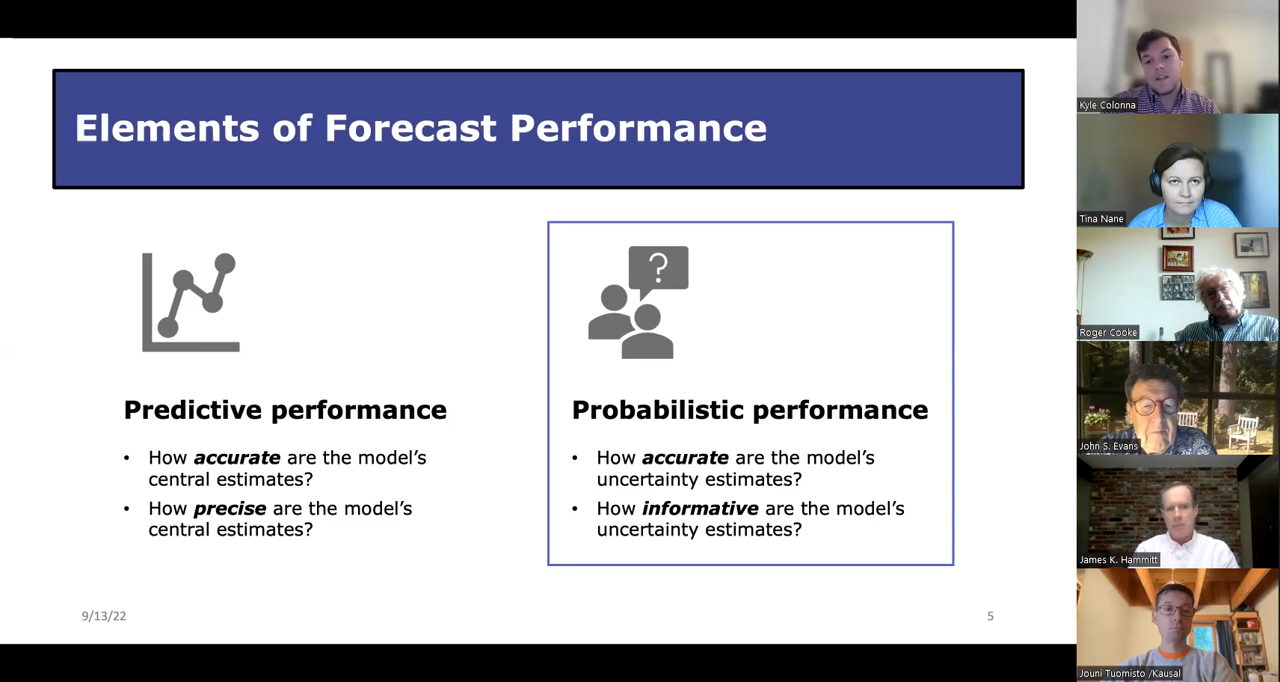 Elements of Forecast Performance
?
Predictive performance
• How accurate are the model's
central estimates?
• How precise are the model's
central estimates?
Probabilistic performance
• How accurate are the model's
uncertainty estimates?
• How informative are the model's
uncertainty estimates?
9/13/22
5
Kyle Colonna
Tina Nane
Roger Cooke
John S. Evans
James K. Hammitt
Jouni Tuomisto /Kausal